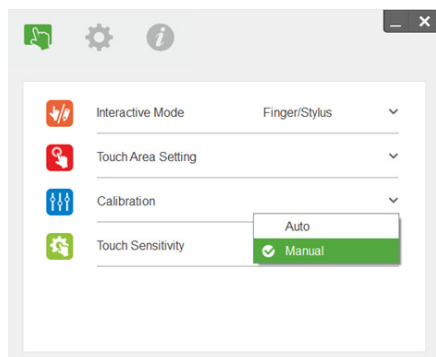 Interactive Mode Finger/Stylus
Touch Area Setting
Calibration
Auto
Touch Sensitivity
Manual